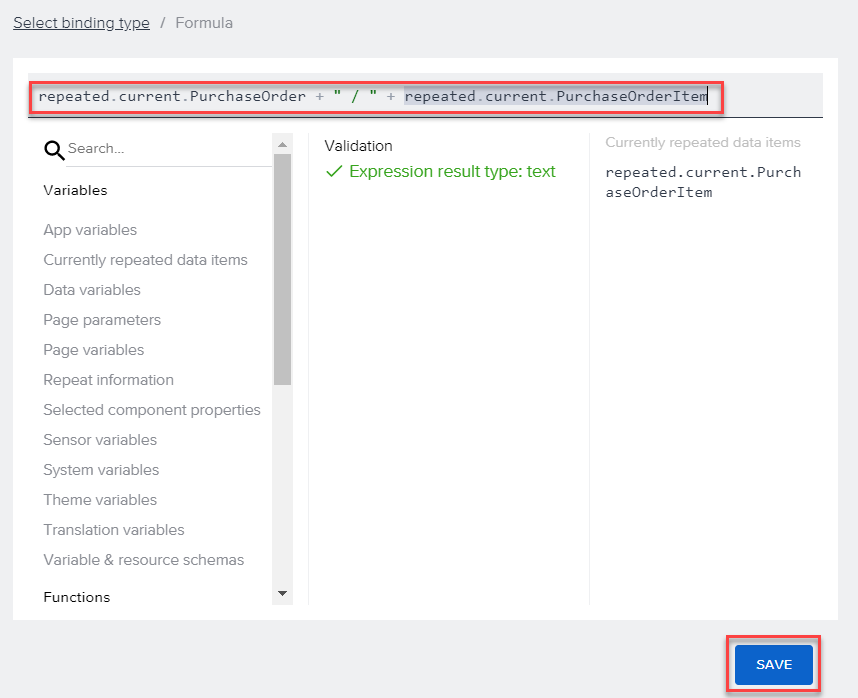 Select binding type / Formula
repeated.current.PurchaseOrder + " / " + repeated.current.PurchaseOrderItem
Search...
Variables
App variables
Currently repeated data items
Data variables
Page parameters
Page variables
Repeat information
Selected component properties
Sensor variables
System variables
Theme variables
Translation variables
Variable & resource schemas
Functions
Validation
Expression result type: text
Currently repeated data items
repeated.current.Purch
aseOrderItem
SAVE